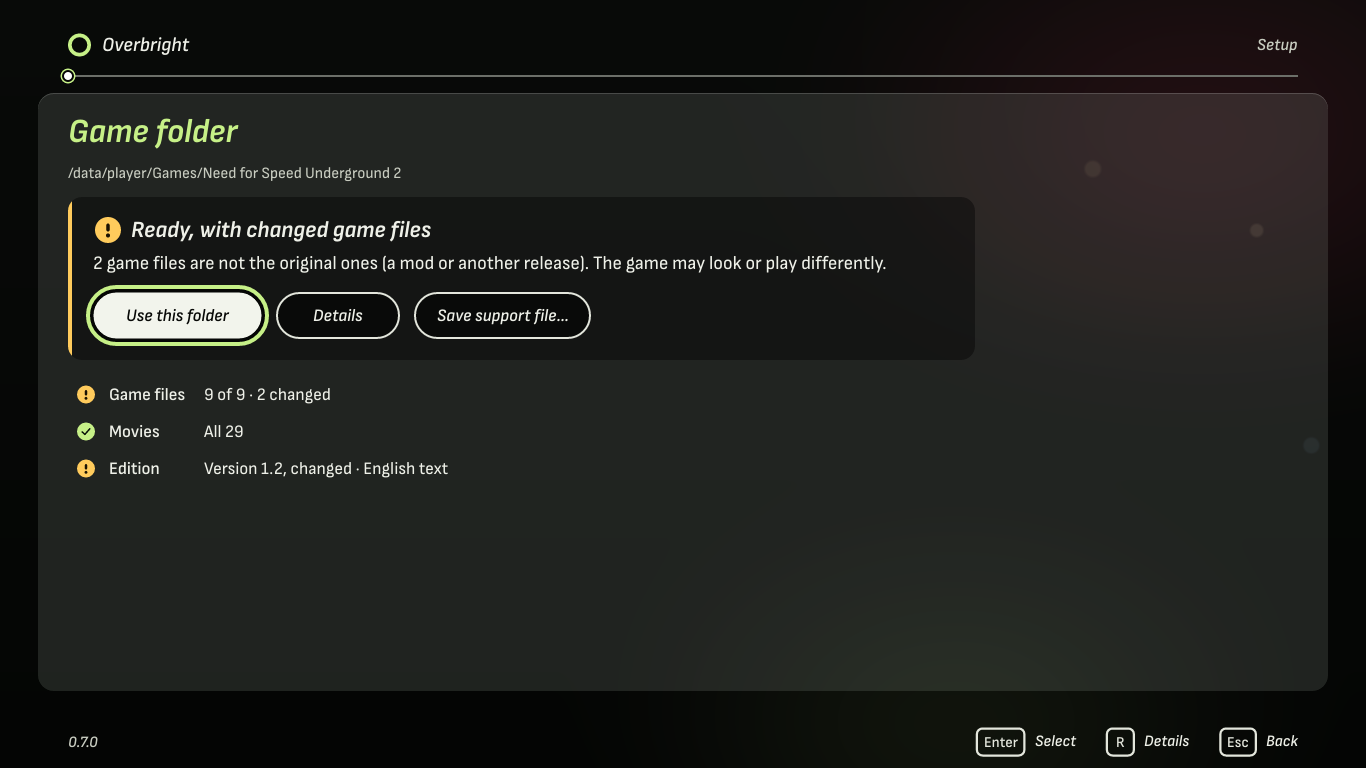 Overbright
Setup
Game folder
/data/player/Games/Need for Speed Underground 2
Ready, with changed game files
2 game files are not the original ones (a mod or another release). The game may look or play differently.
Use this folder
Details
Save support file...
Game files 9 of 9 · 2 changed
Movies All 29
Edition Version 1.2, changed · English text
0.7.0
Enter Select R Details Esc Back